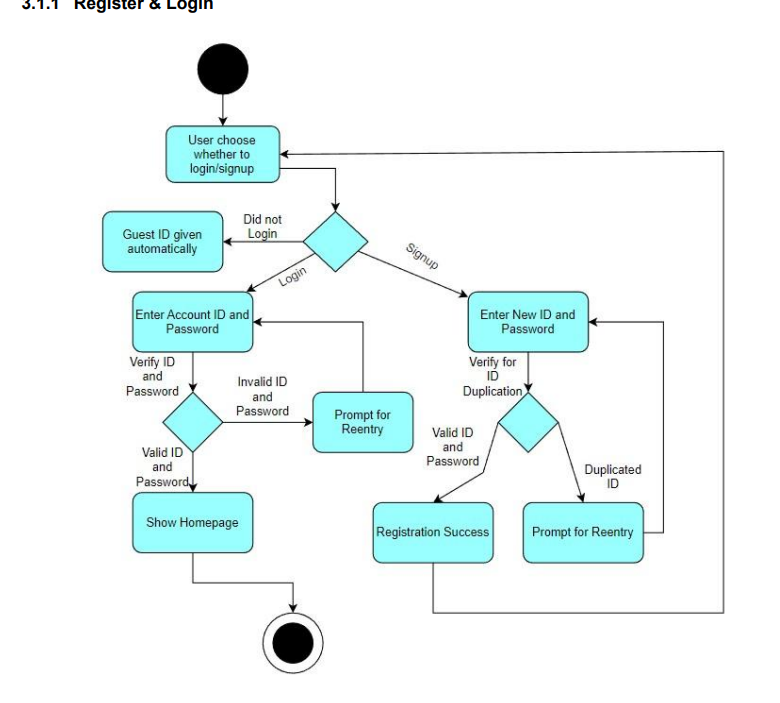 3.1.1 Register & Login
User choose
whether to
login/signup
Did not
Login
Guest ID given
automatically
Login
Signup
Enter Account ID and
Password
Enter New ID and
Password
Verify ID
and
Password
Verify for
ID
Duplication
Invalid ID
and
Password
Prompt for
Reentry
Valid ID
and
Password
Valid ID
and
Password
Duplicated
ID
Show Homepage
Registration Success
Prompt for Reentry